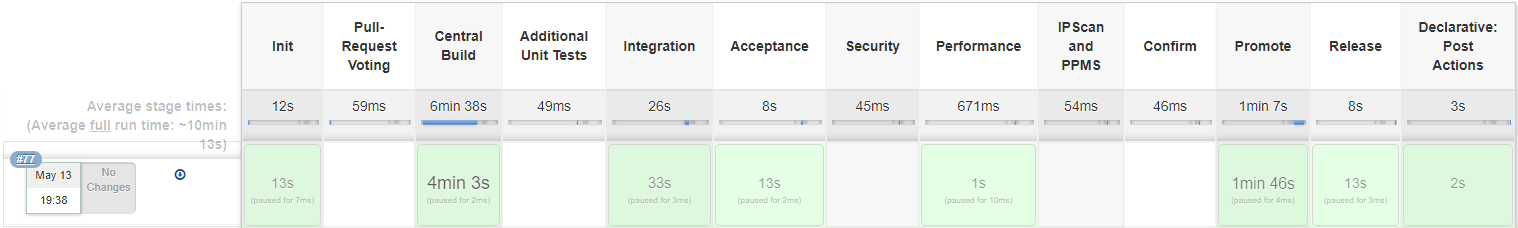 Init
Pull-
Request
Voting
Central
Build
Additional
Unit Tests
Integration
Acceptance
Security
Performance
IPScan
and
PPMS
Confirm
Promote
Release
Declarative:
Post
Actions
Average stage times:
(Average full run time: ~10min
13s)
12s
59ms
6min 38s
49ms
26s
8s
45ms
671ms
54ms
46ms
1min 7s
8s
3s
#77
May 13
19:38
No
Changes
13s
(paused for 7ms)
4min 3s
(paused for 2ms)
33s
(paused for 3ms)
13s
(paused for 2ms)
1s
(paused for 10ms)
1min 46s
(paused for 4ms)
13s
(paused for 3ms)
2s